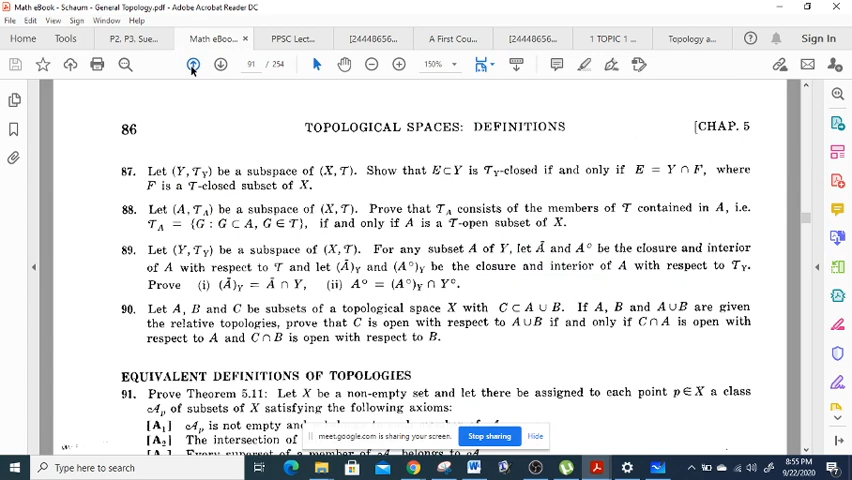 Math eBook - Schaum - General Topology.pdf - Adobe Acrobat Reader DC
File Edit View Sign Window Help
Home Tools P2. P3. Sue... Math eBoo... × PPSC Lect... [24448656... A First Cou... [24448656... 1 TOPIC 1 ... Topology a... Sign In
91 / 254 150%
86 TOPOLOGICAL SPACES: DEFINITIONS [CHAP. 5
87. Let (Y, 𝒯_Y) be a subspace of (X, 𝒯). Show that E ⊂ Y is 𝒯_Y-closed if and only if E = Y ∩ F, where
F is a 𝒯-closed subset of X.
88. Let (A, 𝒯_A) be a subspace of (X, 𝒯). Prove that 𝒯_A consists of the members of 𝒯 contained in A, i.e.
𝒯_A = {G : G ⊂ A, G ∈ 𝒯}, if and only if A is a 𝒯-open subset of X.
89. Let (Y, 𝒯_Y) be a subspace of (X, 𝒯). For any subset A of Y, let Ā and A° be the closure and interior
of A with respect to 𝒯 and let (Ā)_Y and (A°)_Y be the closure and interior of A with respect to 𝒯_Y.
Prove (i) (Ā)_Y = Ā ∩ Y, (ii) A° = (A°)_Y ∩ Y°.
90. Let A, B and C be subsets of a topological space X with C ⊂ A ∪ B. If A, B and A ∪ B are given
the relative topologies, prove that C is open with respect to A ∪ B if and only if C ∩ A is open with
respect to A and C ∩ B is open with respect to B.
EQUIVALENT DEFINITIONS OF TOPOLOGIES
91. Prove Theorem 5.11: Let X be a non-empty set and let there be assigned to each point p ∈ X a class
𝒜_p of subsets of X satisfying the following axioms:
[A₁] 𝒜_p is not empty and
[A₂] The intersection of
meet.google.com is sharing your screen. Stop sharing Hide
Every superset of a member of 𝒜 belongs to
Type here to search
8:55 PM
9/22/2020